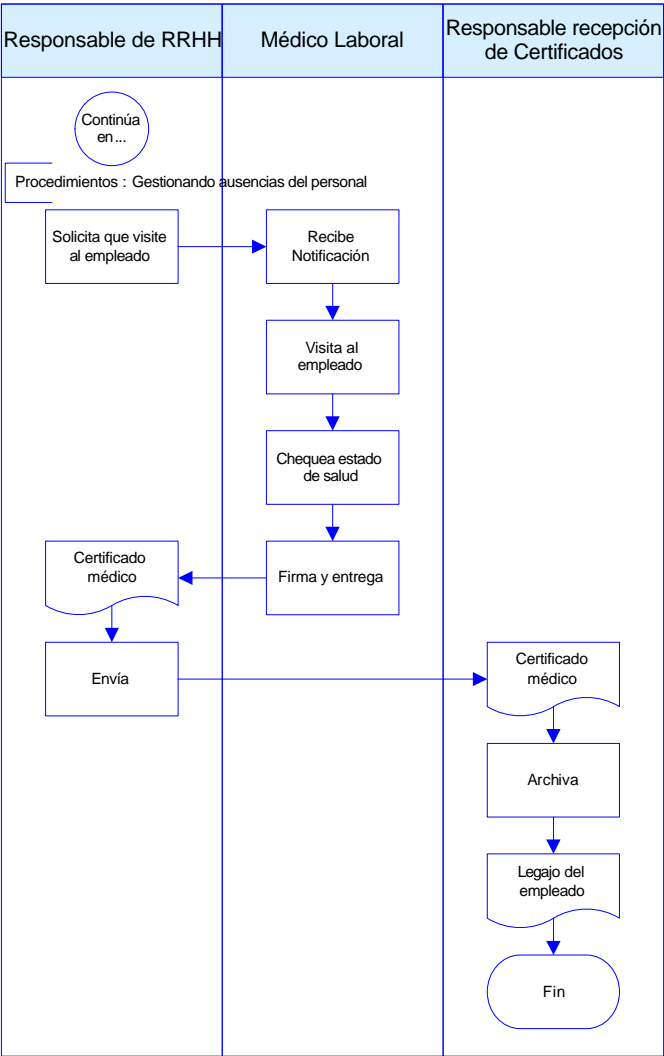 Responsable de RRHH
Médico Laboral
Responsable recepción
de Certificados
Continúa
en ...
Procedimientos : Gestionando ausencias del personal
Solicita que visite
al empleado
Recibe
Notificación
Visita al
empleado
Chequea estado
de salud
Certificado
médico
Firma y entrega
Envía
Certificado
médico
Archiva
Legajo del
empleado
Fin